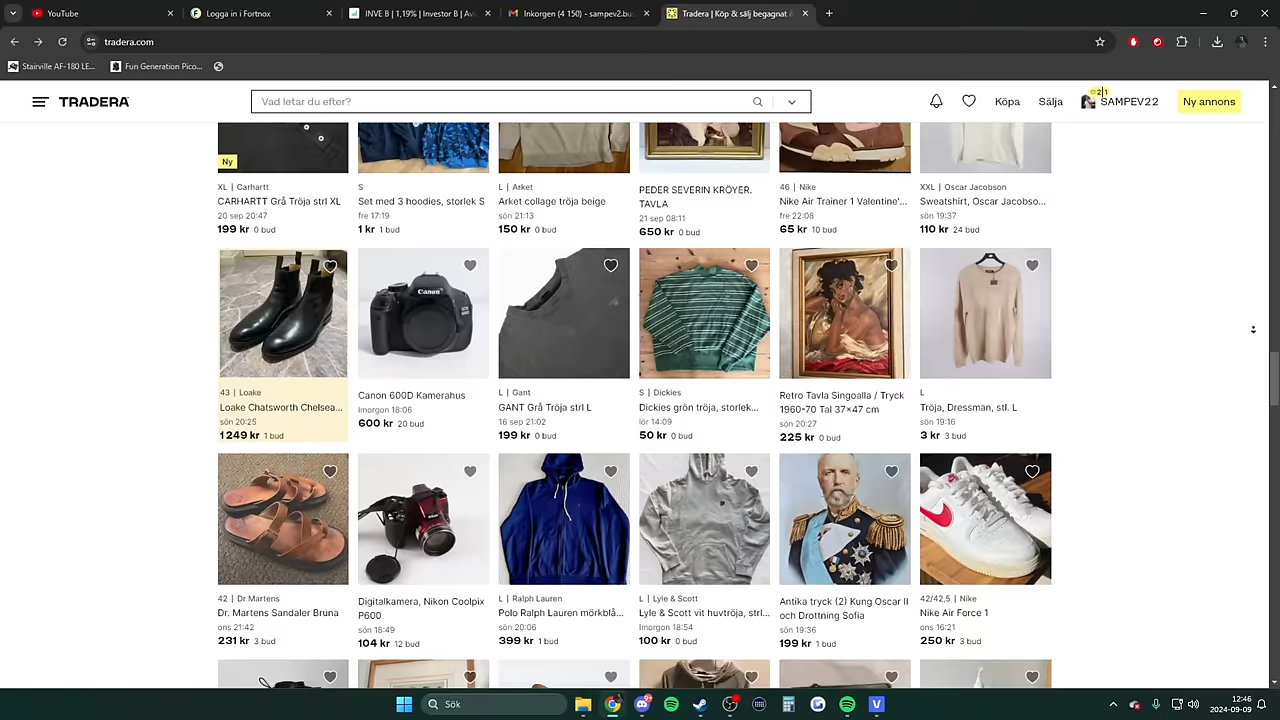 YouTube
Logga in i Fortnox
INVE B | 1,19% | Investor B | Av
Inkorgen (4 150) - sampev2.bus
Tradera | Köp & sälj begagnat &
tradera.com
Stairville AF-180 LE...
Fun Generation Pico...
TRADERA
Vad letar du efter?
Köpa
Sälja
2 1
SAMPEV22
Ny annons
Ny
XL | Carhartt
CARHARTT Grå Tröja strl XL
20 sep 20:47
199 kr 0 bud
S
Set med 3 hoodies, storlek S
fre 17:19
1 kr 1 bud
L | Arket
Arket collage tröja beige
sön 21:13
150 kr 0 bud
PEDER SEVERIN KRÖYER.
TAVLA
21 sep 08:11
650 kr 0 bud
46 | Nike
Nike Air Trainer 1 Valentine'...
fre 22:08
65 kr 10 bud
XXL | Oscar Jacobson
Sweatshirt, Oscar Jacobso...
sön 19:37
110 kr 24 bud
43 | Loake
Loake Chatsworth Chelsea...
sön 20:25
1 249 kr 1 bud
Canon
Canon 600D Kamerahus
Imorgon 18:06
600 kr 20 bud
L | Gant
GANT Grå Tröja strl L
16 sep 21:02
199 kr 0 bud
S | Dickies
Dickies grön tröja, storlek...
lör 14:09
50 kr 0 bud
Retro Tavla Singoalla / Tryck
1960-70 Tal 37x47 cm
sön 20:27
225 kr 0 bud
L
Tröja, Dressman, stl. L
sön 19:16
3 kr 3 bud
42 | Dr Martens
Dr. Martens Sandaler Bruna
ons 21:42
231 kr 3 bud
Digitalkamera, Nikon Coolpix
P600
sön 18:49
104 kr 12 bud
L | Ralph Lauren
Polo Ralph Lauren mörkblå...
sön 20:06
399 kr 1 bud
L | Lyle & Scott
Lyle & Scott vit huvtröja, strl...
Imorgon 18:54
100 kr 0 bud
Antika tryck (2) Kung Oscar II
och Drottning Sofia
sön 19:36
199 kr 1 bud
42/42,5 | Nike
Nike Air Force 1
ons 16:21
250 kr 3 bud
Sök
12:46
2024-09-09